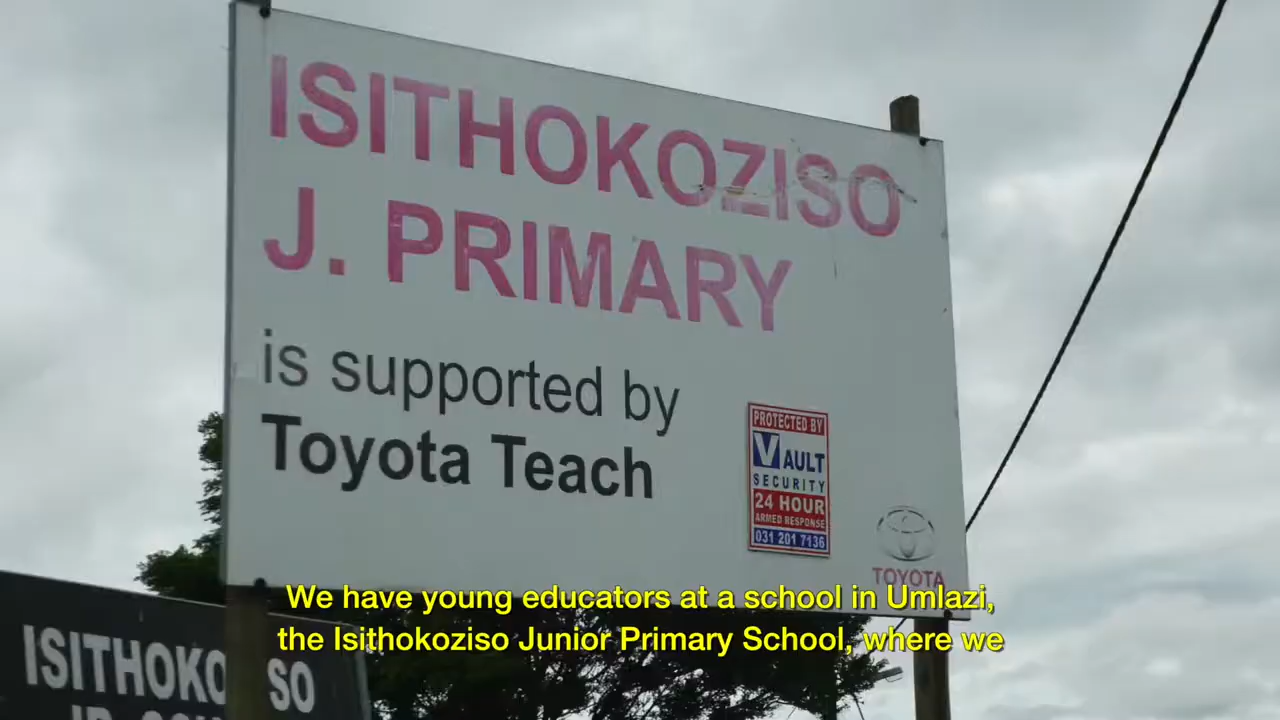 ISITHOKOZISO
J. PRIMARY
is supported by
Toyota Teach
PROTECTED BY
VAULT
SECURITY
24 HOUR
ARMED RESPONSE
031 201 7136
TOYOTA
ISITHOKO SO
We have young educators at a school in Umlazi,
the Isithokoziso Junior Primary School, where we